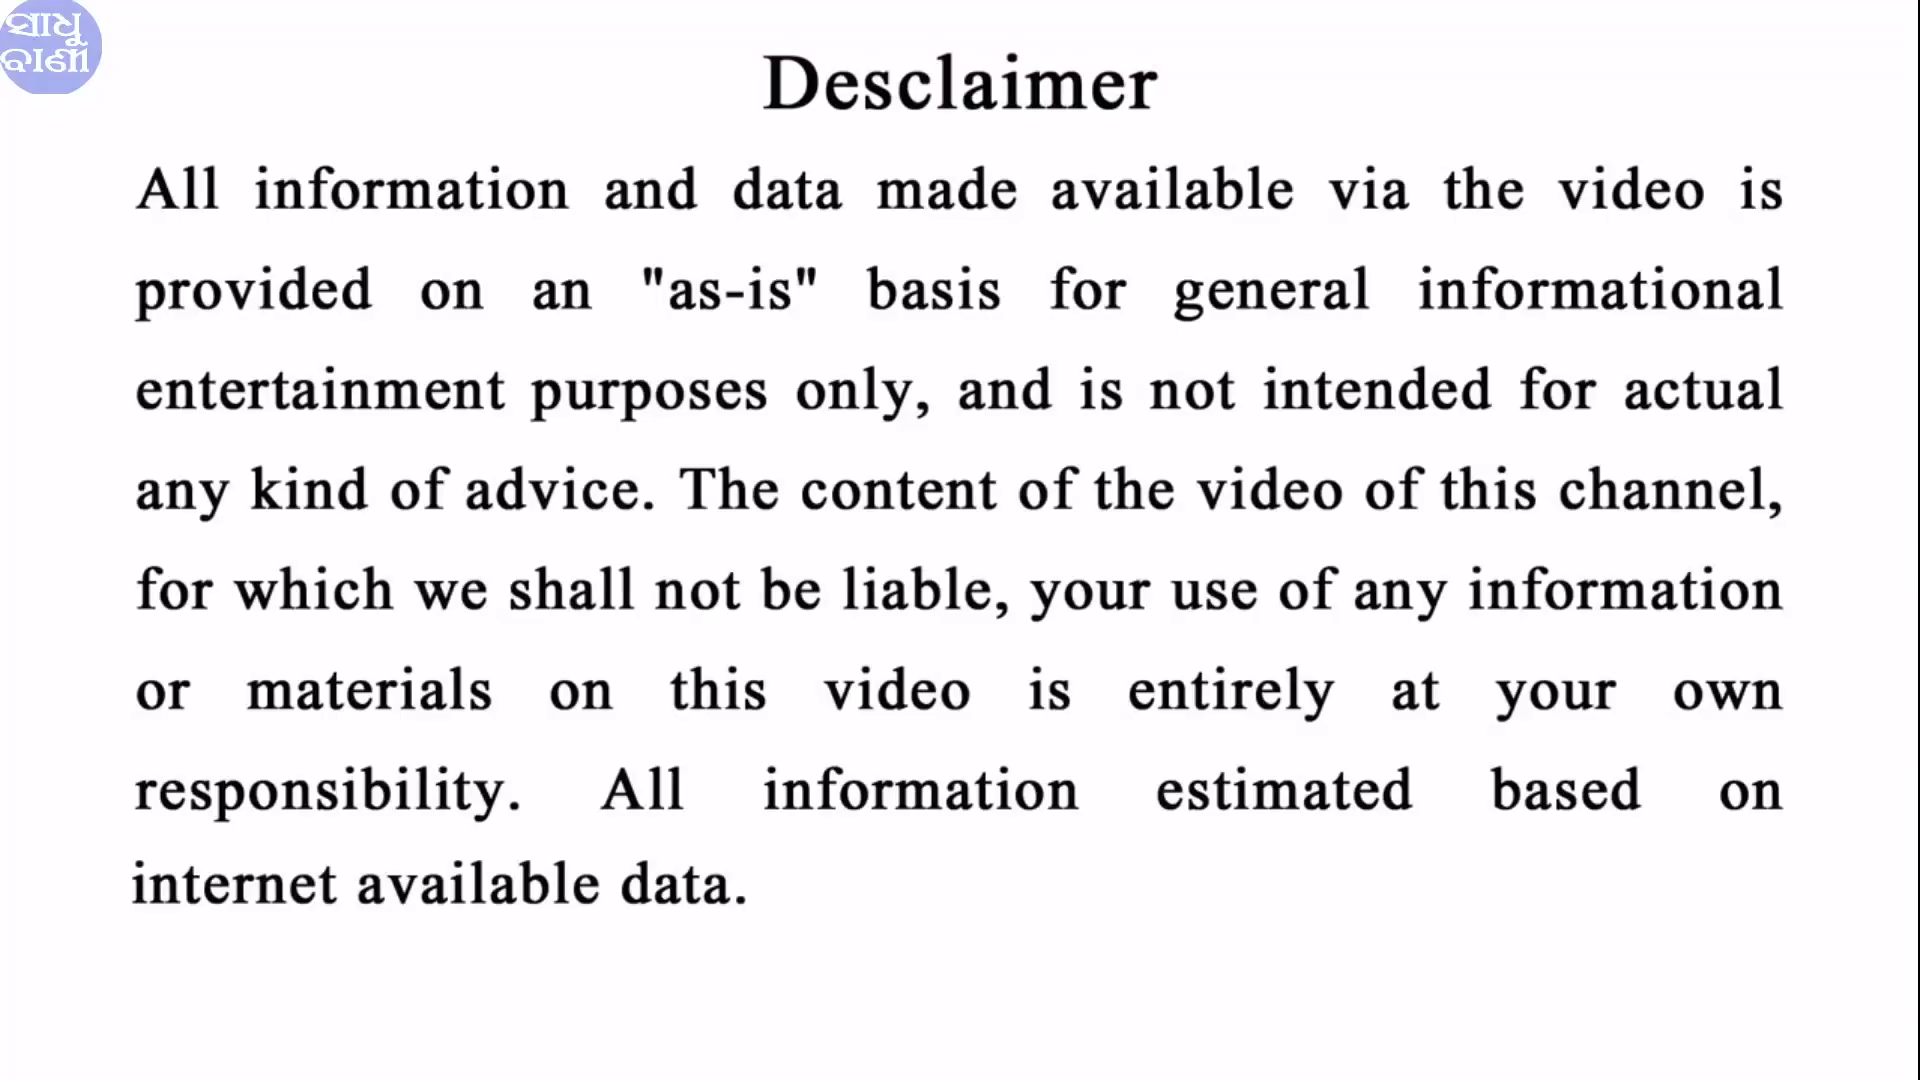 ସାଧୁ
ବାଣୀ
Desclaimer
All information and data made available via the video is
provided on an "as-is" basis for general informational
entertainment purposes only, and is not intended for actual
any kind of advice. The content of the video of this channel,
for which we shall not be liable, your use of any information
or materials on this video is entirely at your own
responsibility. All information estimated based on
internet available data.